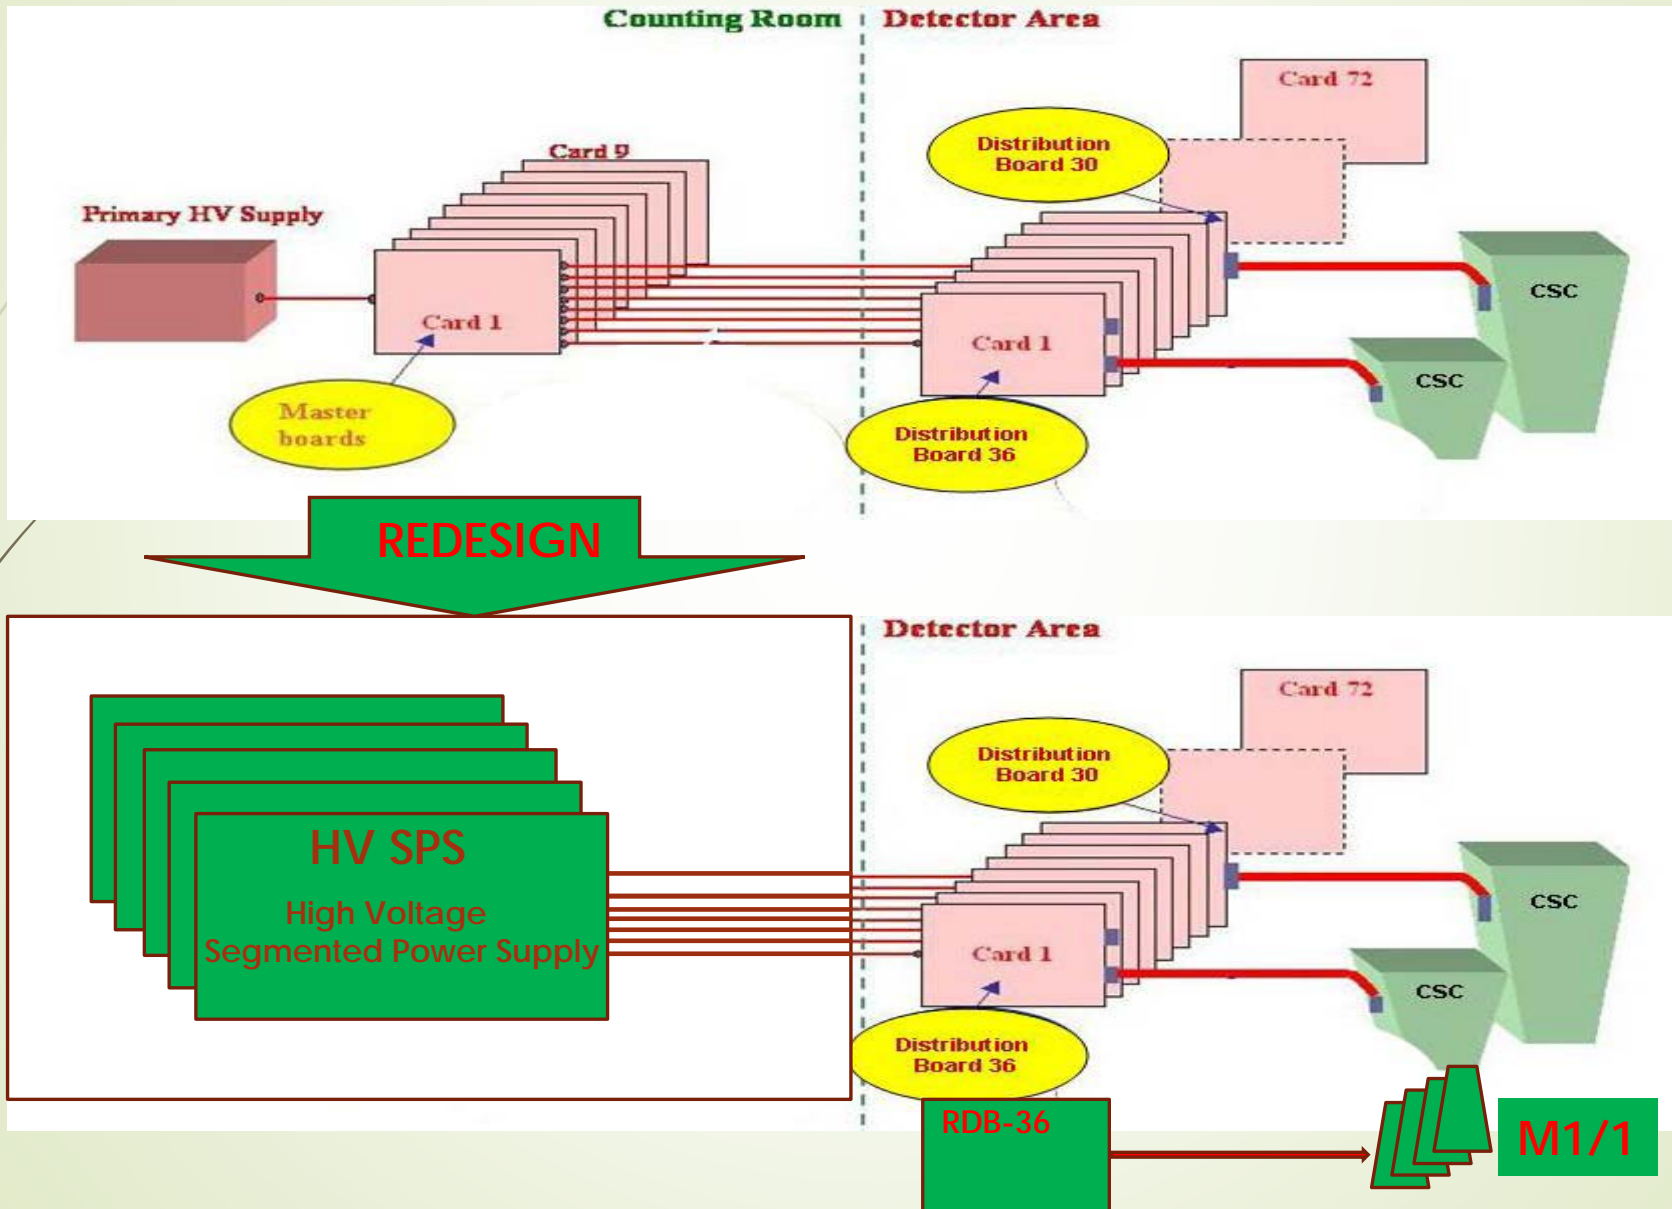 Counting Room
Detector Area
Card 72
Distribution
Board 30
Card 9
Primary HV Supply
CSC
Card 1
Card 1
CSC
Master
boards
Distribution
Board 36
REDESIGN
Detector Area
Card 72
Distribution
Board 30
HV SPS
High Voltage
Segmented Power Supply
CSC
Card 1
CSC
Distribution
Board 36
RDB-36
M1/1